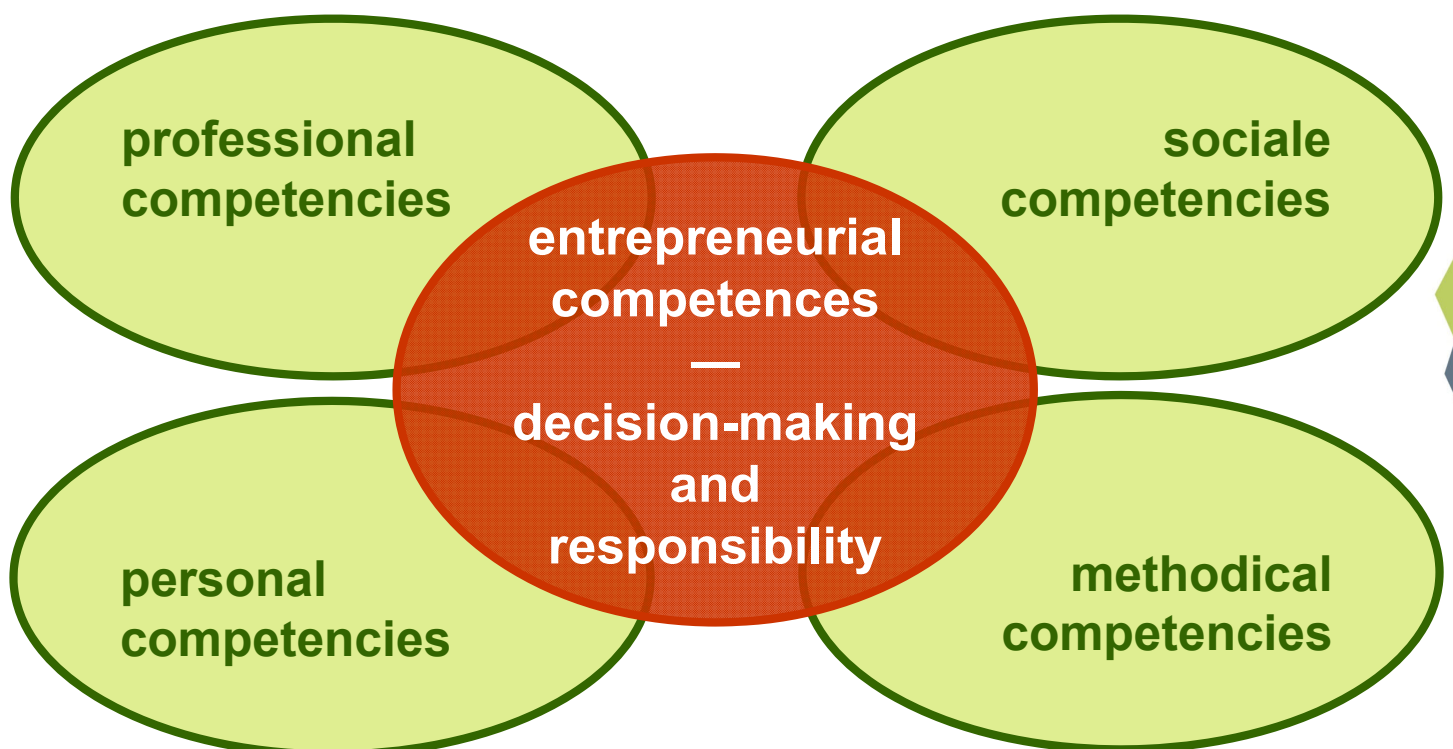 professional
competencies
sociale
competencies
entrepreneurial
competences
—
decision-making
and
responsibility
personal
competencies
methodical
competencies